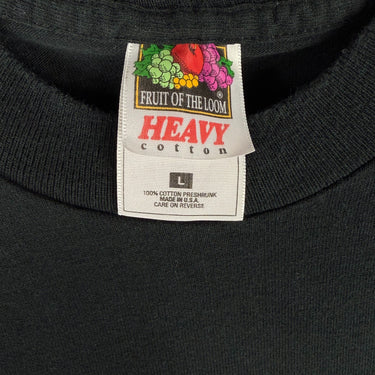 FRUIT OF THE LOOM ®
HEAVY
cotton
L
100% COTTON PRESHRUNK
MADE IN U.S.A.
CARE ON REVERSE